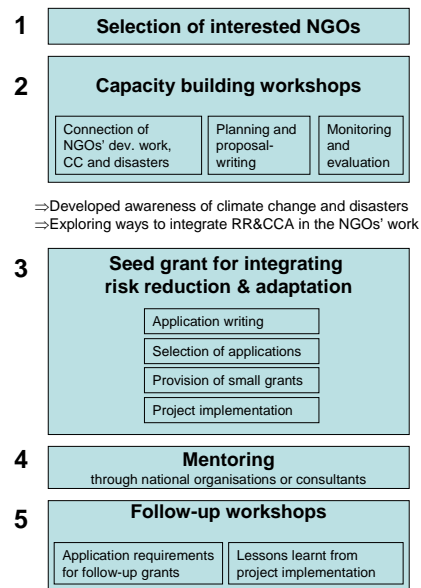 1 Selection of interested NGOs
2 Capacity building workshops
Connection of
NGOs' dev. work,
CC and disasters
Planning and
proposal-
writing
Monitoring
and
evaluation
⇒Developed awareness of climate change and disasters
⇒Exploring ways to integrate RR&CCA in the NGOs' work
3 Seed grant for integrating
risk reduction & adaptation
Application writing
Selection of applications
Provision of small grants
Project implementation
4 Mentoring
through national organisations or consultants
5 Follow-up workshops
Application requirements
for follow-up grants
Lessons learnt from
project implementation